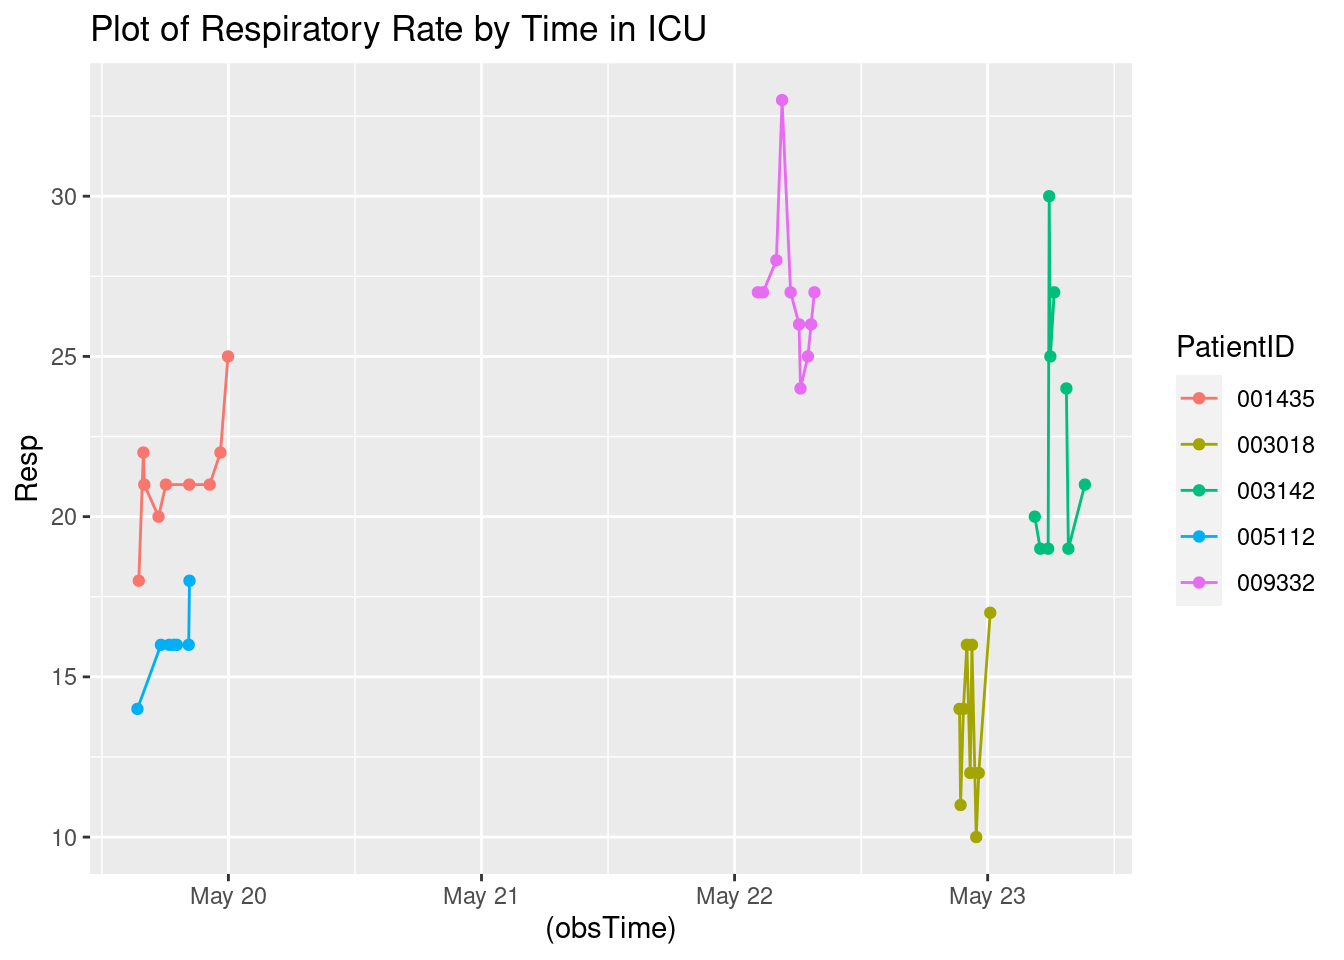 Plot of Respiratory Rate by Time in ICU
30
25
20
15
10
Resp
May 20
May 21
May 22
May 23
(obsTime)
PatientID
001435
003018
003142
005112
009332